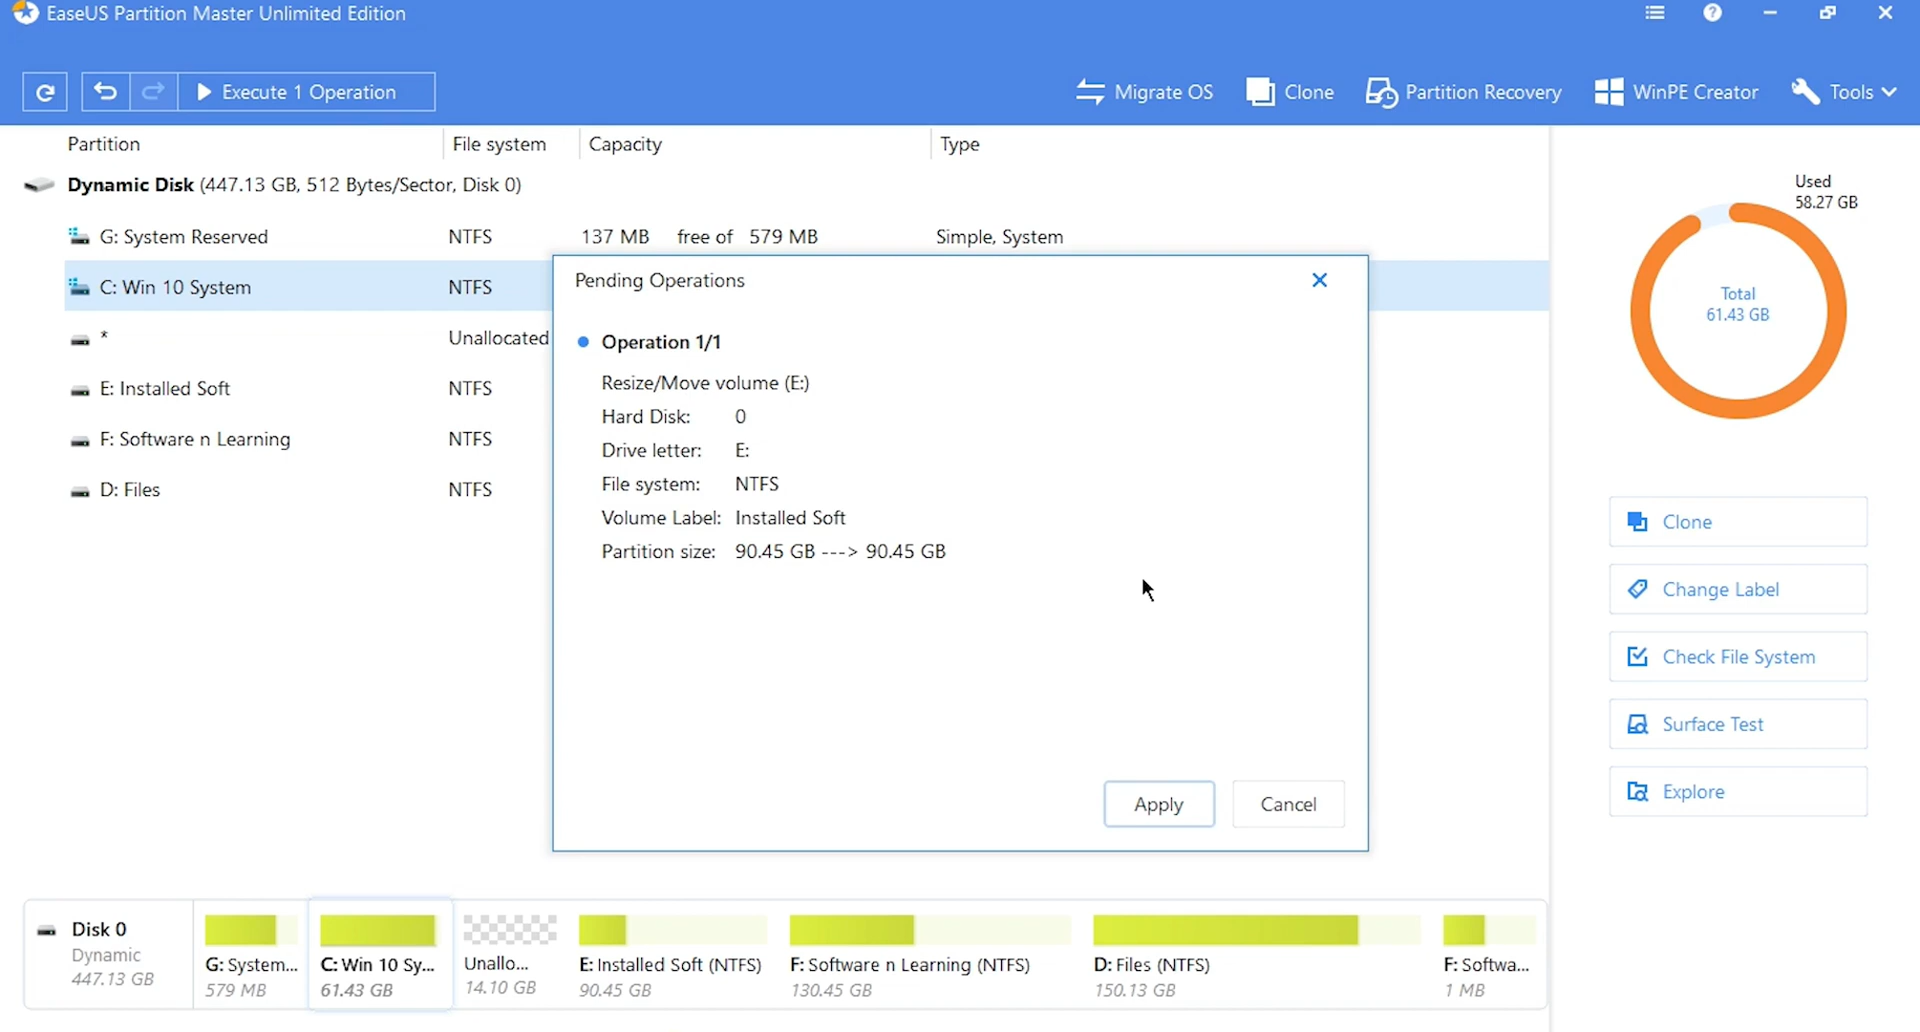 EaseUS Partition Master Unlimited Edition
Execute 1 Operation
Migrate OS
Clone
Partition Recovery
WinPE Creator
Tools
Partition
File system
Capacity
Type
Dynamic Disk (447.13 GB, 512 Bytes/Sector, Disk 0)
G: System Reserved
NTFS
137 MB free of 579 MB
Simple, System
C: Win 10 System
NTFS
*
Unallocated
E: Installed Soft
NTFS
F: Software n Learning
NTFS
D: Files
NTFS
Pending Operations
Operation 1/1
Resize/Move volume (E:)
Hard Disk: 0
Drive letter: E:
File system: NTFS
Volume Label: Installed Soft
Partition size: 90.45 GB ---> 90.45 GB
Apply
Cancel
Used
58.27 GB
Total
61.43 GB
Clone
Change Label
Check File System
Surface Test
Explore
Disk 0
Dynamic
447.13 GB
G: System...
579 MB
C: Win 10 Sy...
61.43 GB
Unallo...
14.10 GB
E: Installed Soft (NTFS)
90.45 GB
F: Software n Learning (NTFS)
130.45 GB
D: Files (NTFS)
150.13 GB
F: Softwa...
1 MB